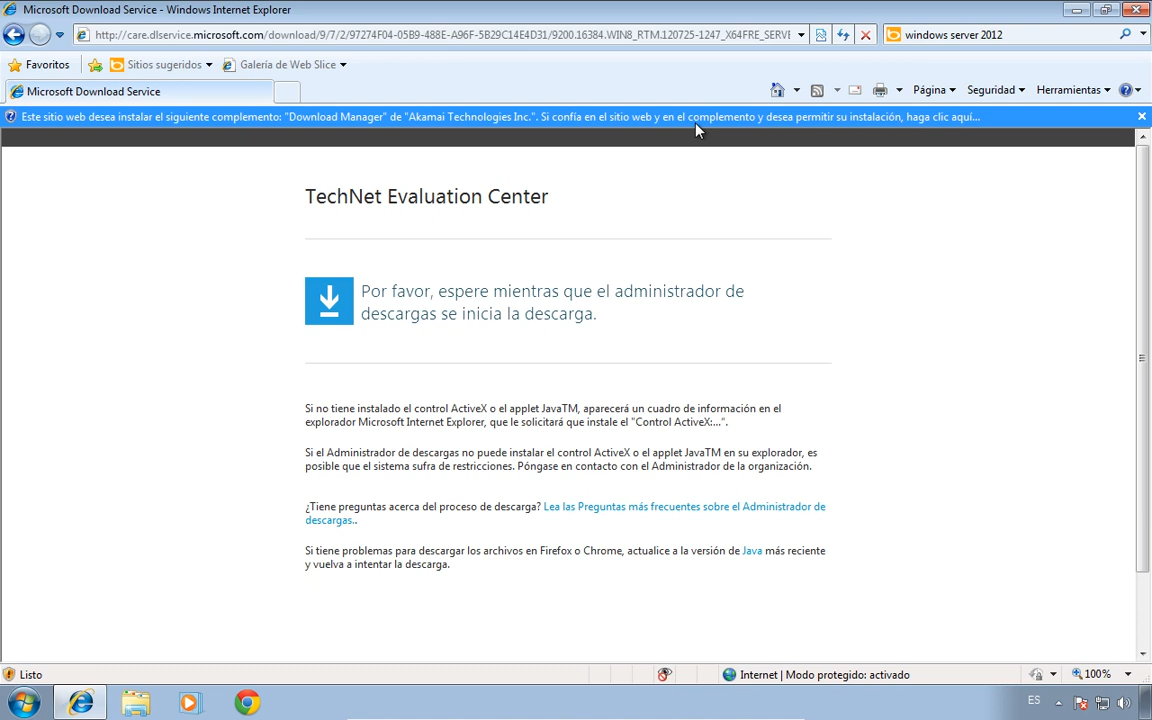 Microsoft Download Service - Windows Internet Explorer
http://care.dlservice.microsoft.com/download/9/7/2/97274F04-05B9-488E-A96F-5B29C14E4D31/9200.16384.WIN8_RTM.120725-1247_X64FRE_SERVE
windows server 2012
Favoritos
Sitios sugeridos
Galería de Web Slice
Microsoft Download Service
Página
Seguridad
Herramientas
Este sitio web desea instalar el siguiente complemento: "Download Manager" de "Akamai Technologies Inc.". Si confía en el sitio web y en el complemento y desea permitir su instalación, haga clic aquí...
TechNet Evaluation Center
Por favor, espere mientras que el administrador de
descargas se inicia la descarga.
Si no tiene instalado el control ActiveX o el applet JavaTM, aparecerá un cuadro de información en el
explorador Microsoft Internet Explorer, que le solicitará que instale el "Control ActiveX:...".
Si el Administrador de descargas no puede instalar el control ActiveX o el applet JavaTM en su explorador, es
posible que el sistema sufra de restricciones. Póngase en contacto con el Administrador de la organización.
¿Tiene preguntas acerca del proceso de descarga? Lea las Preguntas más frecuentes sobre el Administrador de
descargas..
Si tiene problemas para descargar los archivos en Firefox o Chrome, actualice a la versión de Java más reciente
y vuelva a intentar la descarga.
Listo
Internet | Modo protegido: activado
100%
ES